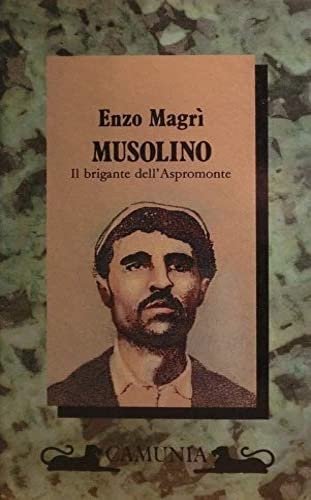 Enzo Magrì
MUSOLINO
Il brigante dell'Aspromonte
CAMUNIA